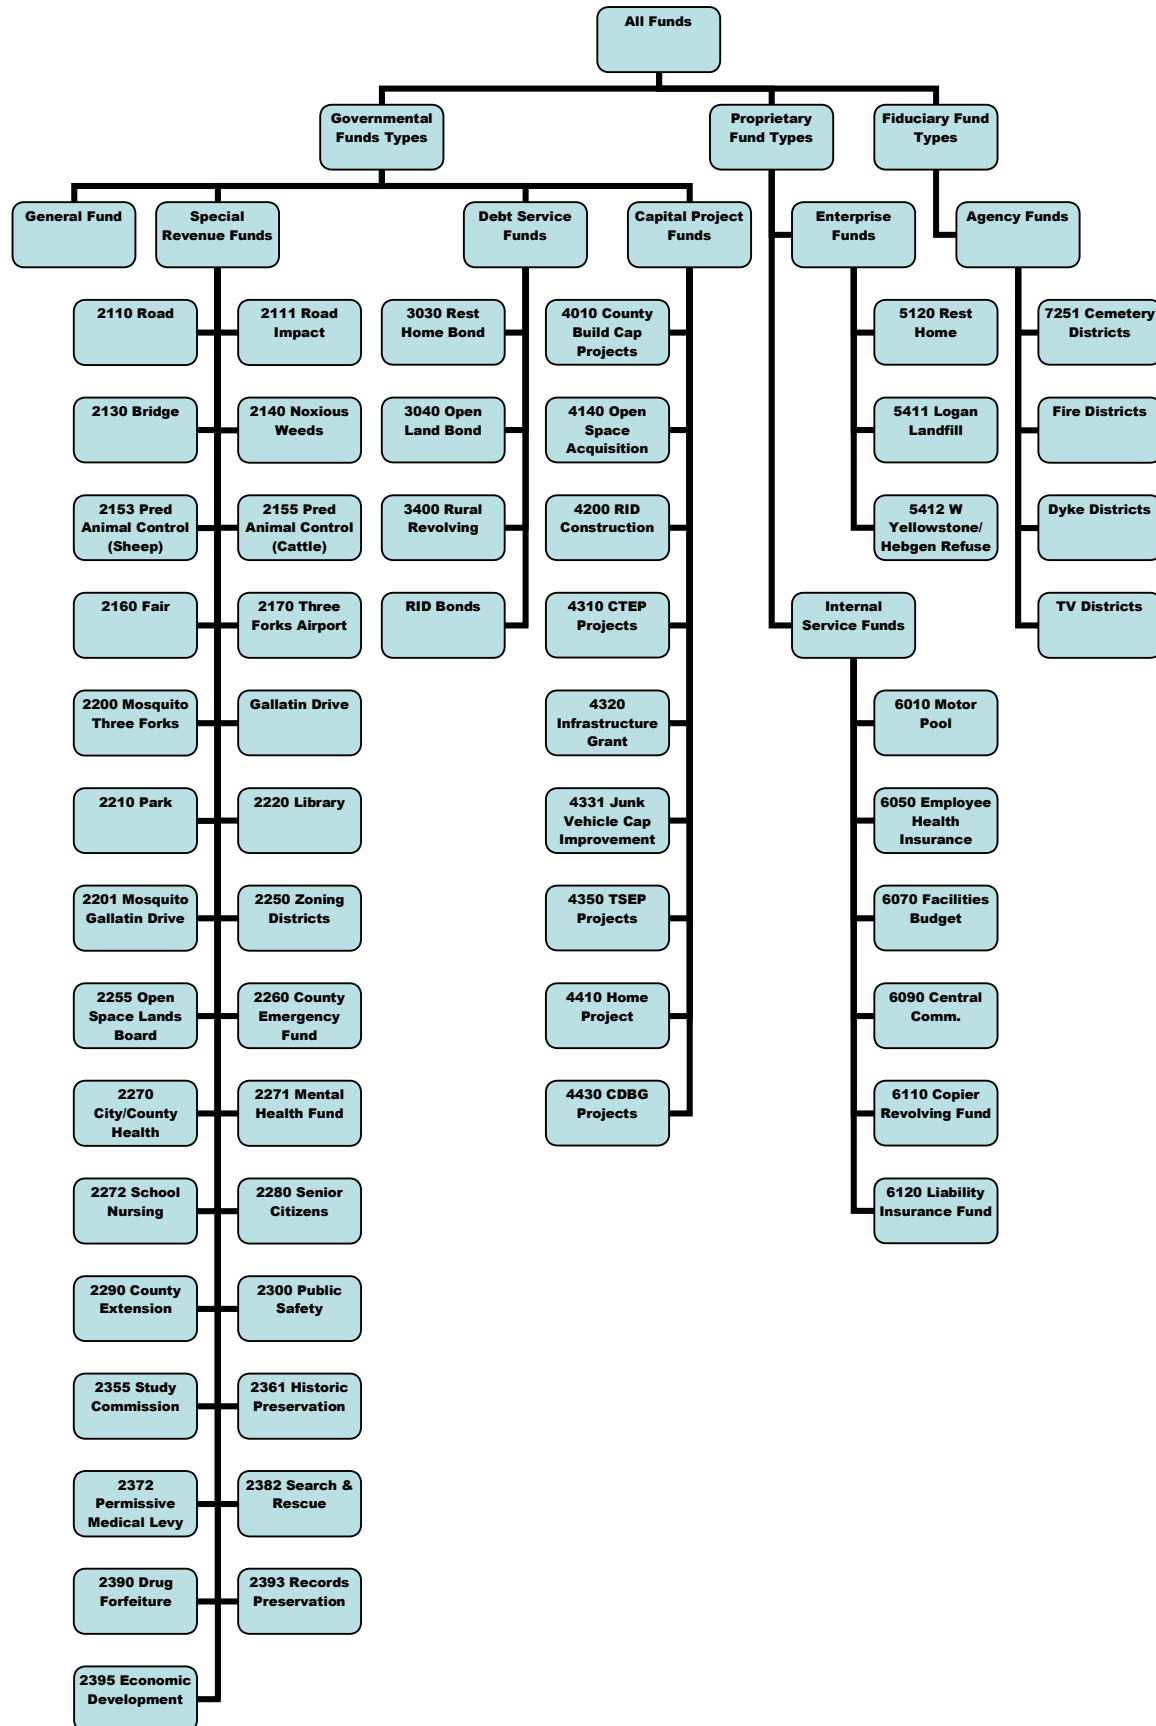 All Funds
Governmental
Funds Types
Proprietary
Fund Types
Fiduciary Fund
Types
General Fund
Special
Revenue Funds
Debt Service
Funds
Capital Project
Funds
Enterprise
Funds
Agency Funds
2110 Road
2111 Road
Impact
3030 Rest
Home Bond
4010 County
Build Cap
Projects
5120 Rest
Home
7251 Cemetery
Districts
2130 Bridge
2140 Noxious
Weeds
3040 Open
Land Bond
4140 Open
Space
Acquisition
5411 Logan
Landfill
Fire Districts
2153 Pred
Animal Control
(Sheep)
2155 Pred
Animal Control
(Cattle)
3400 Rural
Revolving
4200 RID
Construction
5412 W
Yellowstone/
Hebgen Refuse
Dyke Districts
2160 Fair
2170 Three
Forks Airport
RID Bonds
4310 CTEP
Projects
Internal
Service Funds
TV Districts
2200 Mosquito
Three Forks
Gallatin Drive
4320
Infrastructure
Grant
6010 Motor
Pool
2210 Park
2220 Library
4331 Junk
Vehicle Cap
Improvement
6050 Employee
Health
Insurance
2201 Mosquito
Gallatin Drive
2250 Zoning
Districts
4350 TSEP
Projects
6070 Facilities
Budget
2255 Open
Space Lands
Board
2260 County
Emergency
Fund
4410 Home
Project
6090 Central
Comm.
2270
City/County
Health
2271 Mental
Health Fund
4430 CDBG
Projects
6110 Copier
Revolving Fund
2272 School
Nursing
2280 Senior
Citizens
6120 Liability
Insurance Fund
2290 County
Extension
2300 Public
Safety
2355 Study
Commission
2361 Historic
Preservation
2372
Permissive
Medical Levy
2382 Search &
Rescue
2390 Drug
Forfeiture
2393 Records
Preservation
2395 Economic
Development